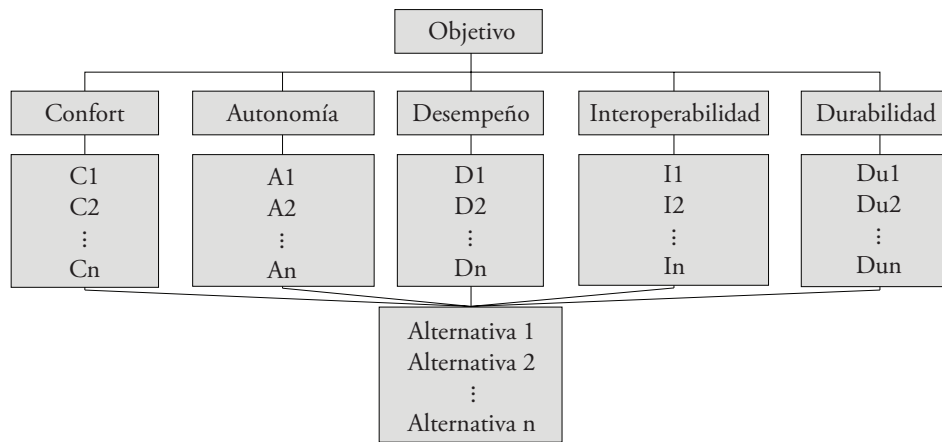 Objetivo
Confort
Autonomía
Desempeño
Interoperabilidad
Durabilidad
C1
C2
⋮
Cn
A1
A2
⋮
An
D1
D2
⋮
Dn
I1
I2
⋮
In
Du1
Du2
⋮
Dun
Alternativa 1
Alternativa 2
⋮
Alternativa n